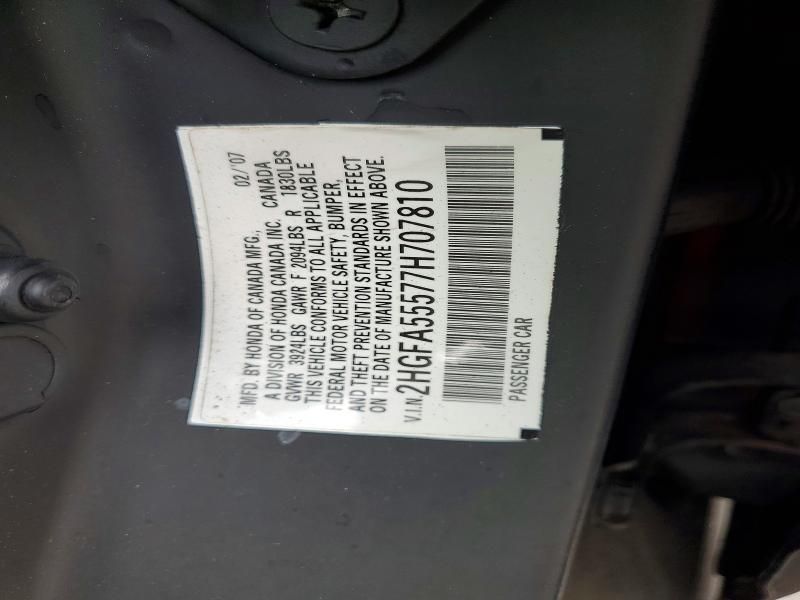 MFD. BY HONDA OF CANADA MFG., 02/'07
A DIVISION OF HONDA CANADA INC. CANADA
GVWR 3924LBS GAWR F 2094LBS R 1830LBS
THIS VEHICLE CONFORMS TO ALL APPLICABLE
FEDERAL MOTOR VEHICLE SAFETY, BUMPER,
AND THEFT PREVENTION STANDARDS IN EFFECT
ON THE DATE OF MANUFACTURE SHOWN ABOVE.
V.I.N. 2HGFA55577H707810
PASSENGER CAR